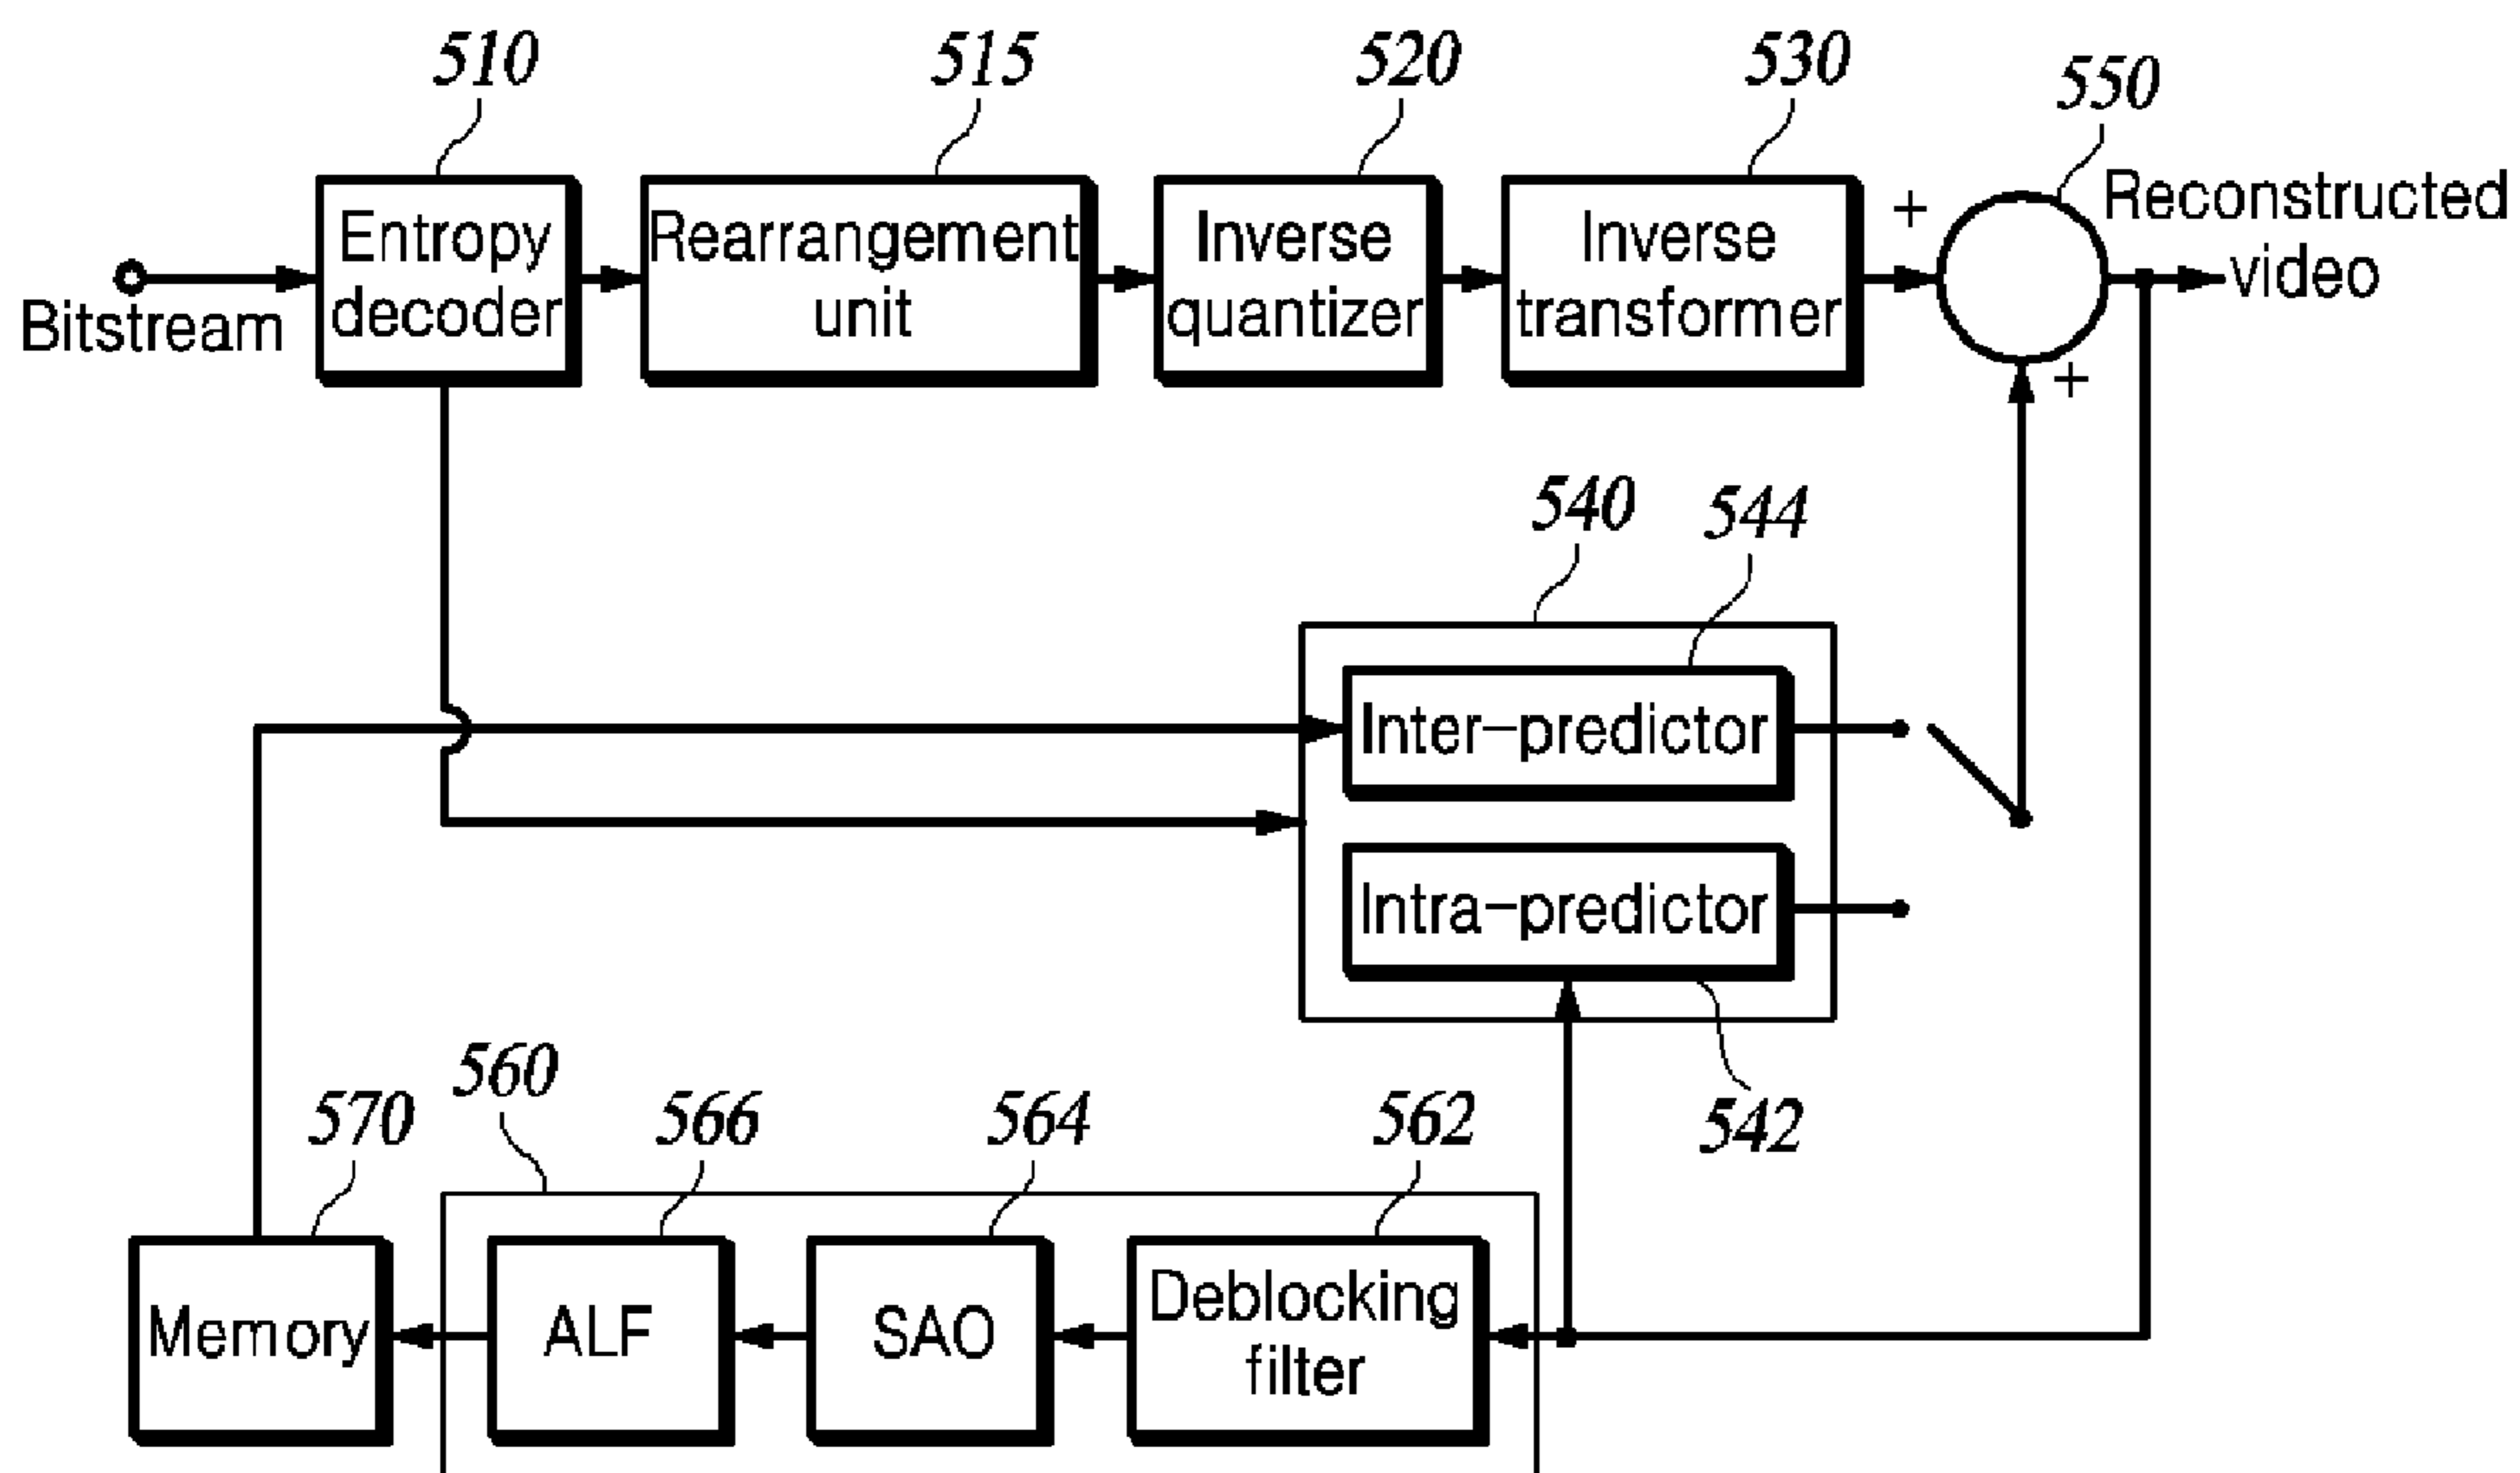 510
515
520
530
550
Bitstream
Entropy
decoder
Rearrangement
unit
Inverse
quantizer
Inverse
transformer
+
+
Reconstructed
video
540
544
Inter-predictor
Intra-predictor
542
570
560
566
564
562
Memory
ALF
SAO
Deblocking
filter